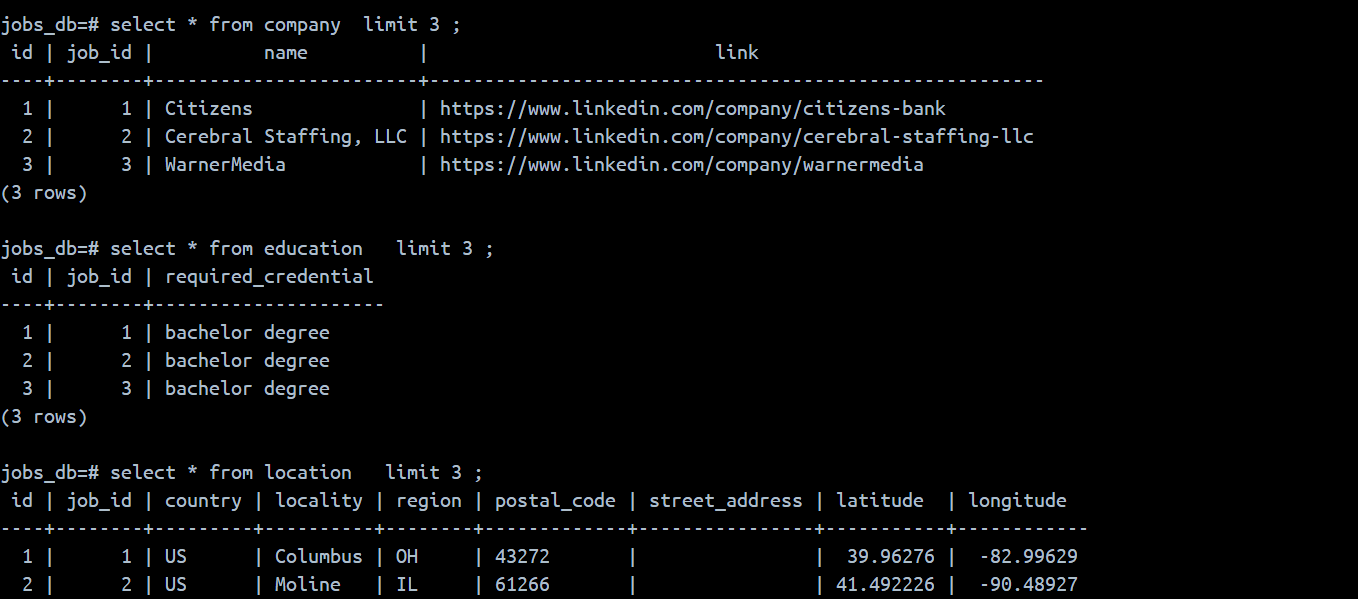 jobs_db=# select * from company  limit 3 ;
 id | job_id |          name          |                          link
----+--------+------------------------+--------------------------------------------------------
  1 |      1 | Citizens               | https://www.linkedin.com/company/citizens-bank
  2 |      2 | Cerebral Staffing, LLC | https://www.linkedin.com/company/cerebral-staffing-llc
  3 |      3 | WarnerMedia            | https://www.linkedin.com/company/warnermedia
(3 rows)

jobs_db=# select * from education   limit 3 ;
 id | job_id | required_credential
----+--------+---------------------
  1 |      1 | bachelor degree
  2 |      2 | bachelor degree
  3 |      3 | bachelor degree
(3 rows)

jobs_db=# select * from location   limit 3 ;
 id | job_id | country | locality | region | postal_code | street_address | latitude  | longitude
----+--------+---------+----------+--------+-------------+----------------+-----------+------------
  1 |      1 | US      | Columbus | OH     | 43272       |                |  39.96276 |  -82.99629
  2 |      2 | US      | Moline   | IL     | 61266       |                | 41.492226 |  -90.48927